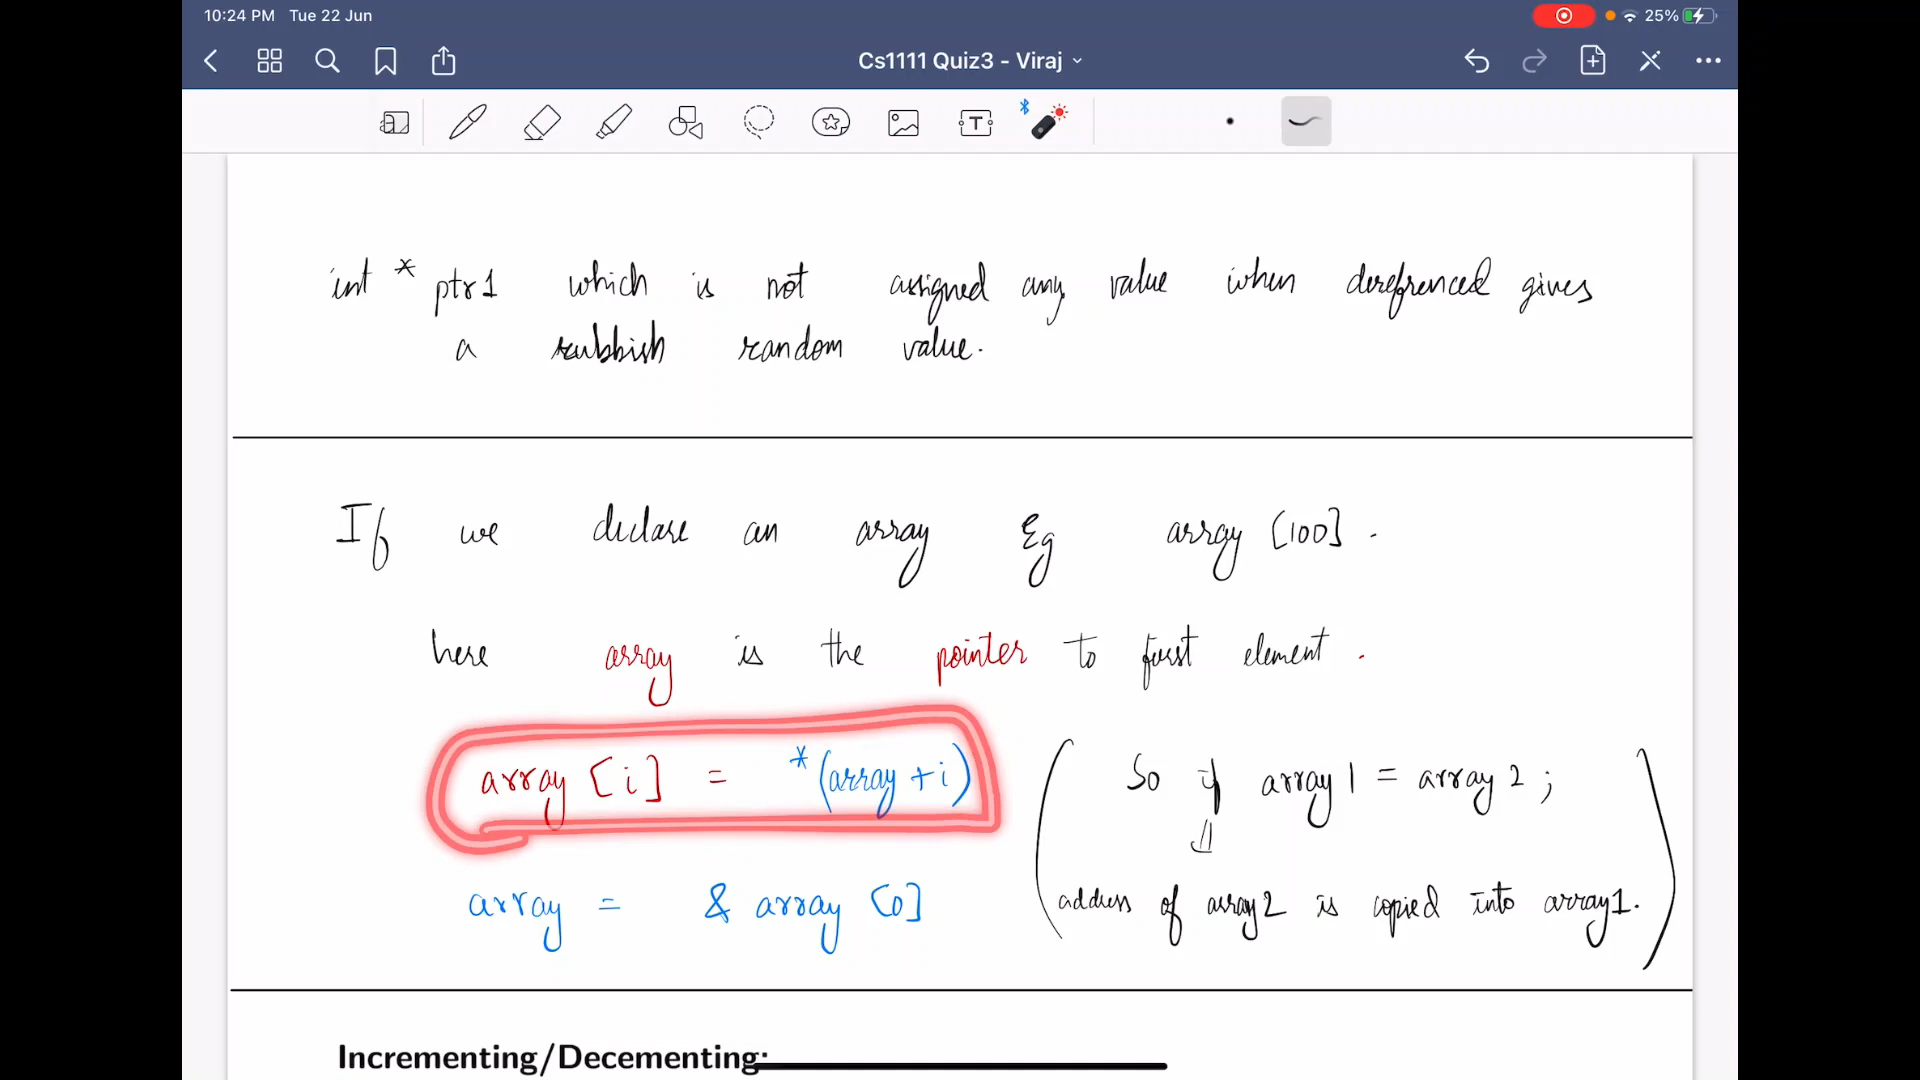 10:24 PM Tue 22 Jun
25%
Cs1111 Quiz3 - Viraj
int * ptr1 which is not assigned any value when derefrenced gives
a rubbish random value.
If we declare an array Eg array [100] .
here array is the pointer to first element .
array [i] = *(array + i)
So if array1 = array2 ;
array = & array [0]
address of array2 is copied into array1.
Incrementing/Decementing: